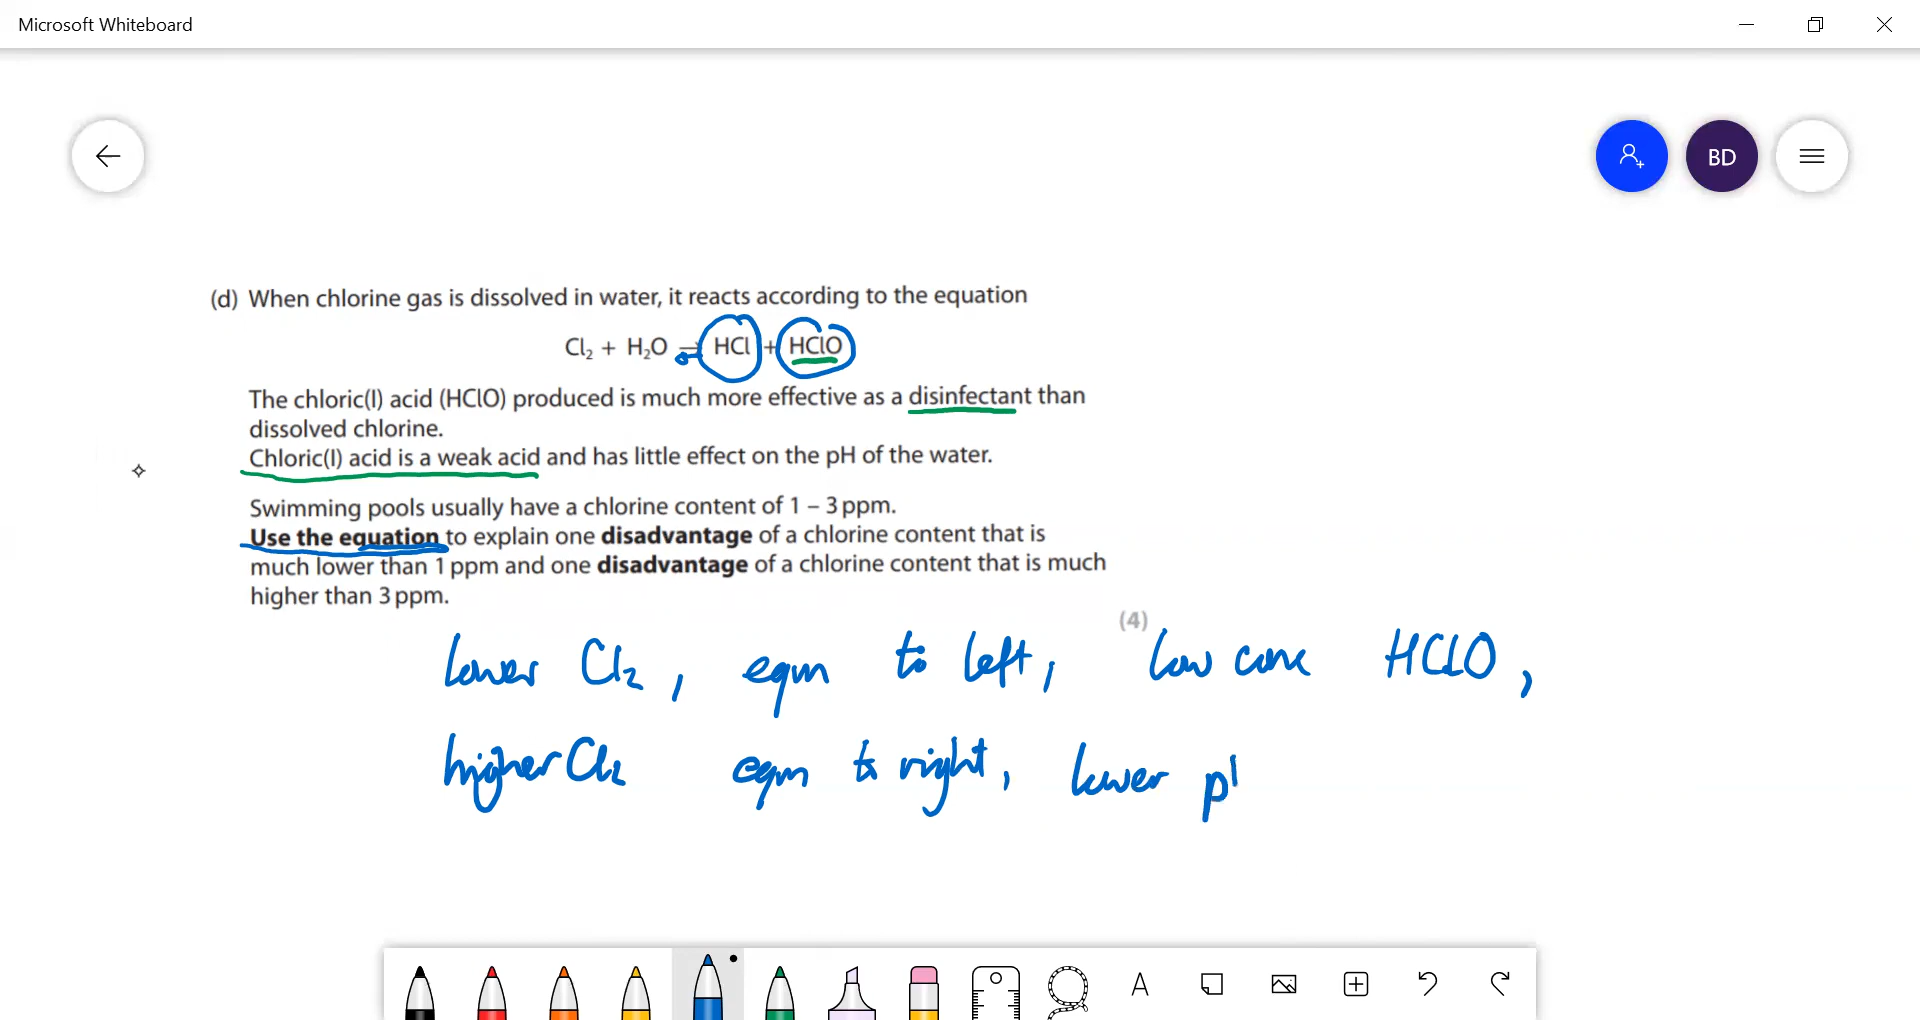 Microsoft Whiteboard
BD
(d) When chlorine gas is dissolved in water, it reacts according to the equation
Cl₂ + H₂O ⇌ HCl + HClO
The chloric(I) acid (HClO) produced is much more effective as a disinfectant than
dissolved chlorine.
Chloric(I) acid is a weak acid and has little effect on the pH of the water.
Swimming pools usually have a chlorine content of 1 – 3 ppm.
Use the equation to explain one disadvantage of a chlorine content that is
much lower than 1 ppm and one disadvantage of a chlorine content that is much
higher than 3 ppm.
(4)
lower Cl₂, eqm to left, low conc HClO,
higher Cl₂ eqm to right, lower p
A